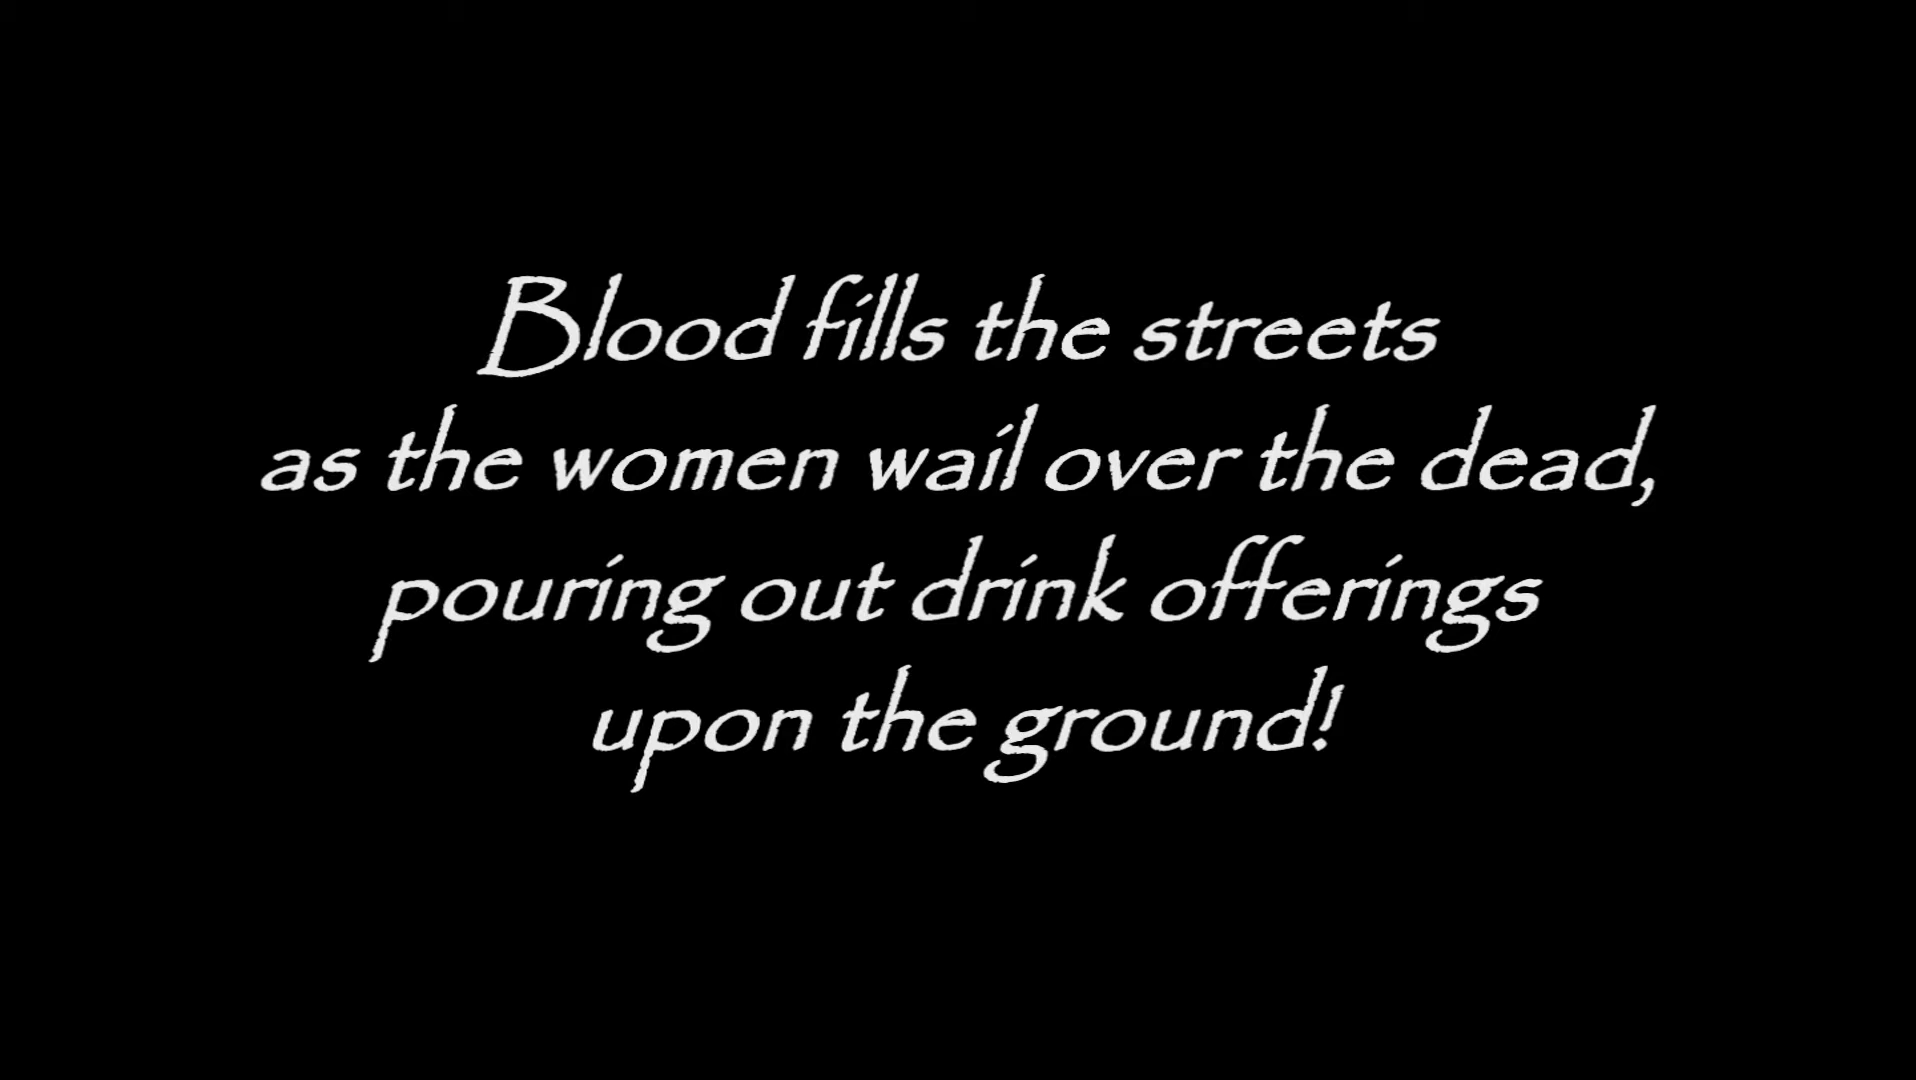 Blood fills the streets
as the women wail over the dead,
pouring out drink offerings
upon the ground!